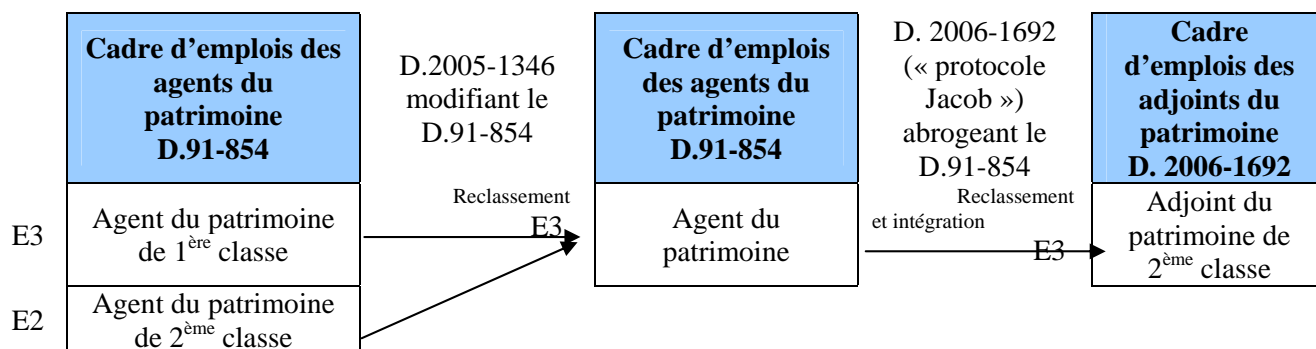 Cadre d'emplois des
agents du
patrimoine
D.91-854
D.2005-1346
modifiant le
D.91-854
Cadre d'emplois
des agents du
patrimoine
D.91-854
D. 2006-1692
(« protocole
Jacob »)
abrogeant le
D.91-854
Cadre
d'emplois des
adjoints du
patrimoine
D. 2006-1692
E3
Agent du patrimoine
de 1ère classe
Reclassement
E3
Agent du
patrimoine
Reclassement
et intégration
E3
Adjoint du
patrimoine de
2ème classe
E2
Agent du patrimoine
de 2ème classe